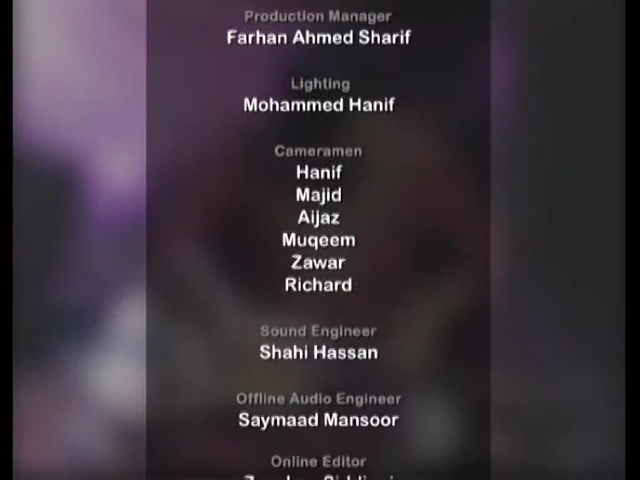 Production Manager
Farhan Ahmed Sharif
Lighting
Mohammed Hanif
Cameramen
Hanif
Majid
Aijaz
Muqeem
Zawar
Richard
Sound Engineer
Shahi Hassan
Offline Audio Engineer
Saymaad Mansoor
Online Editor